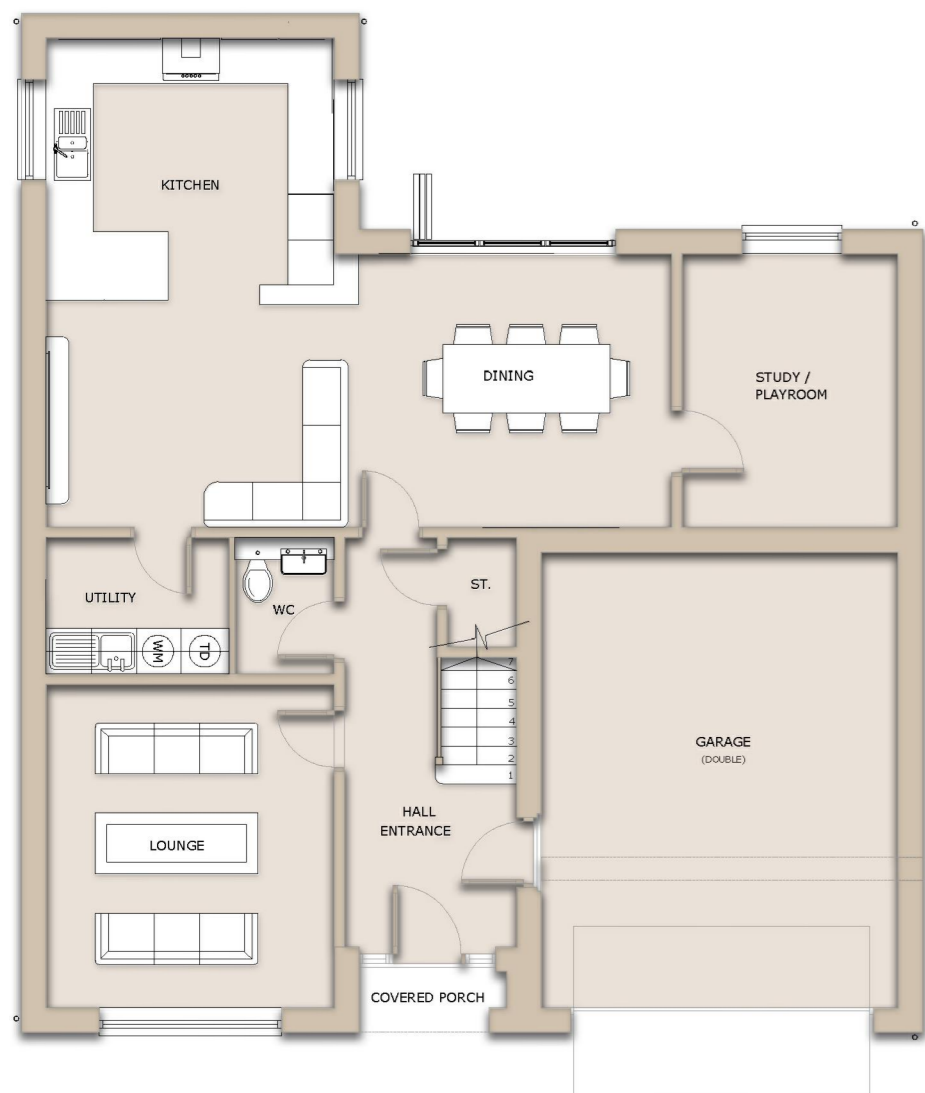 KITCHEN
DINING
STUDY /
PLAYROOM
UTILITY
WC
ST.
WM
TD
7
6
5
4
3
2
1
GARAGE
(DOUBLE)
HALL
ENTRANCE
LOUNGE
COVERED PORCH